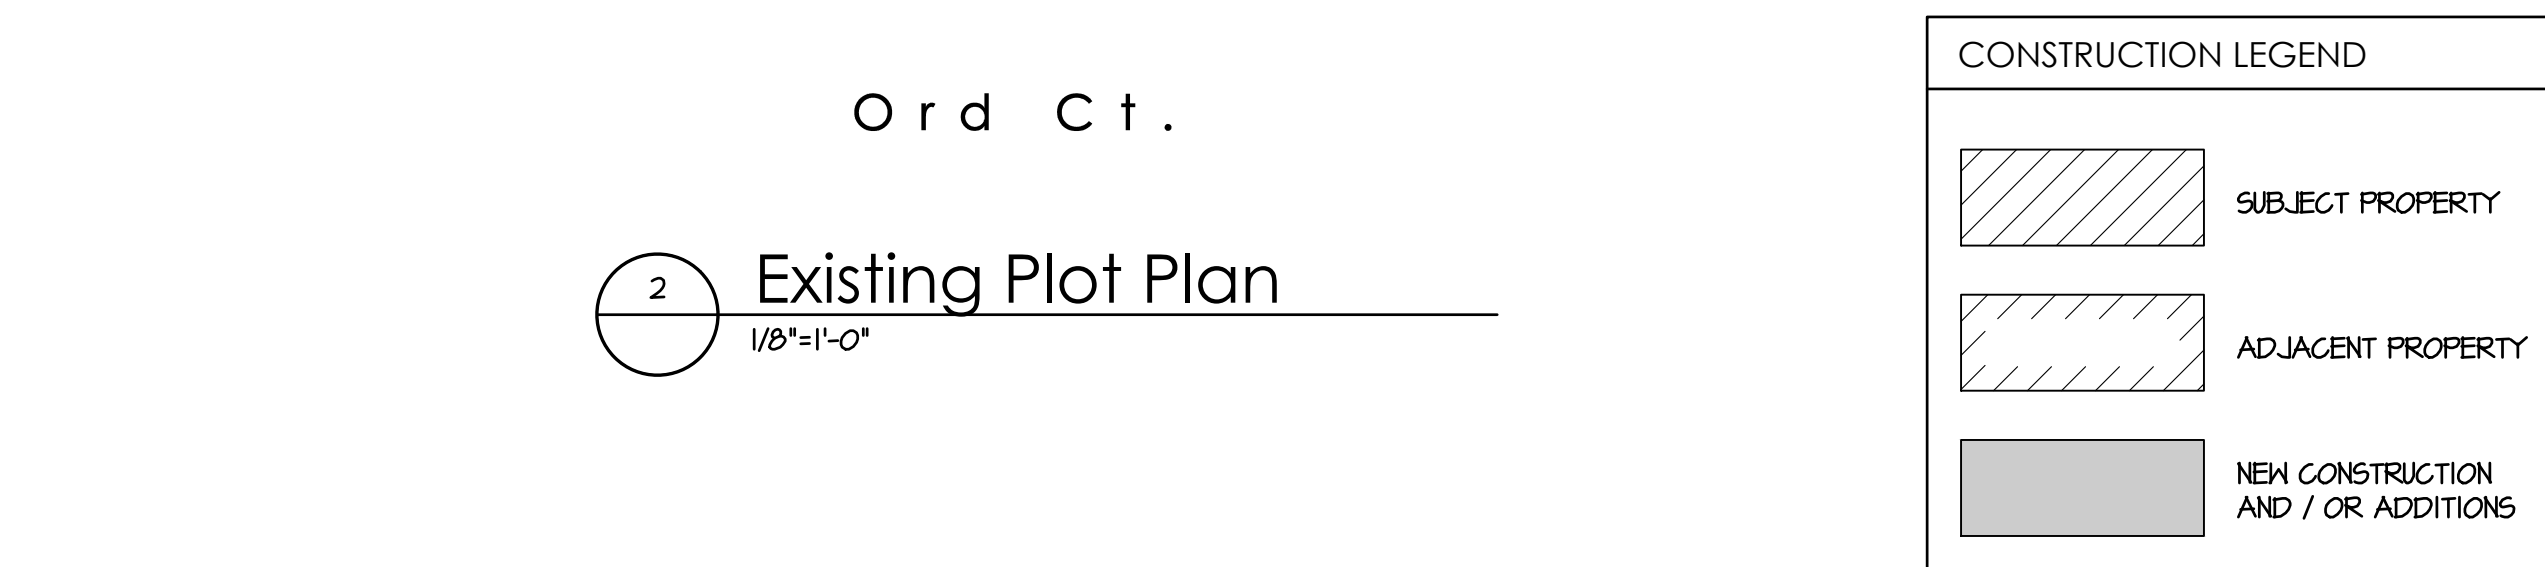 Ord Ct.
2
Existing Plot Plan
1/8"=1'-0"
CONSTRUCTION LEGEND
SUBJECT PROPERTY
ADJACENT PROPERTY
NEW CONSTRUCTION
AND / OR ADDITIONS